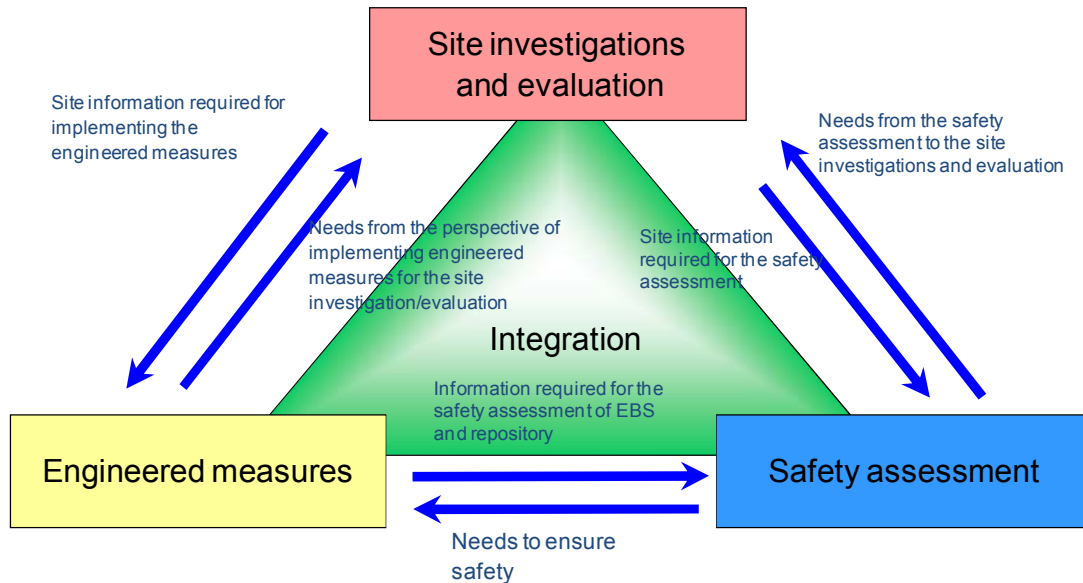 Site investigations
and evaluation
Site information required for
implementing the
engineered measures
Needs from the safety
assessment to the site
investigations and evaluation
Needs from the perspective of
implementing engineered
measures for the site
investigation/evaluation
Site information
required for the safety
assessment
Integration
Information required for the
safety assessment of EBS
and repository
Engineered measures
Safety assessment
Needs to ensure
safety